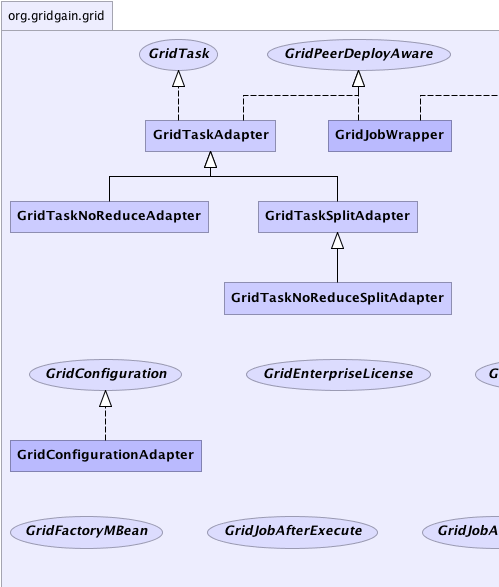 org.gridgain.grid
GridTask
GridPeerDeployAware
GridTaskAdapter
GridJobWrapper
GridTaskNoReduceAdapter
GridTaskSplitAdapter
GridTaskNoReduceSplitAdapter
GridConfiguration
GridEnterpriseLicense
GridConfigurationAdapter
GridFactoryMBean
GridJobAfterExecute